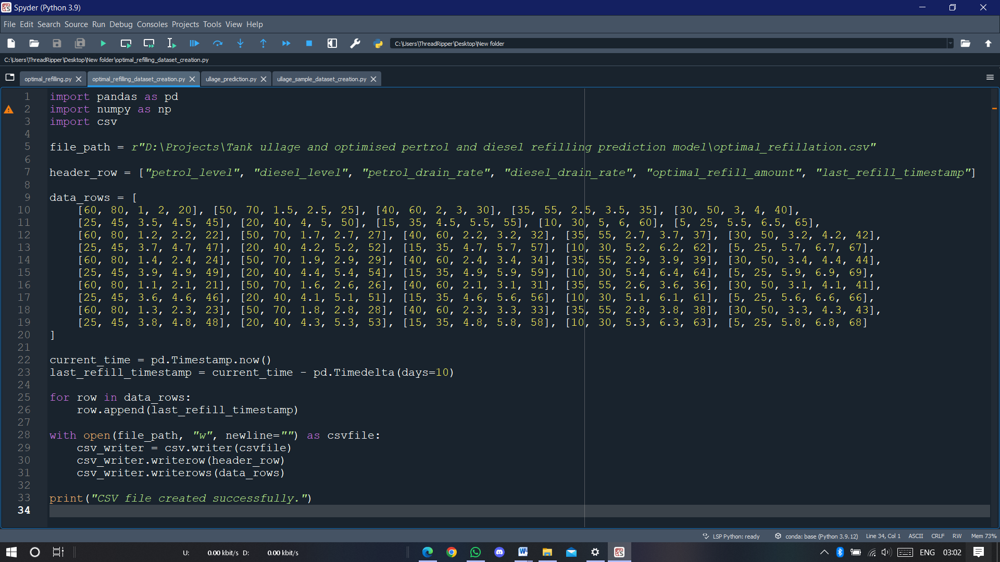 Spyder (Python 3.9)
File Edit Search Source Run Debug Consoles Projects Tools View Help
C:\Users\ThreadRipper\Desktop\New folder
C:\Users\ThreadRipper\Desktop\New folder\optimal_refilling_dataset_creation.py
optimal_refilling.py optimal_refilling_dataset_creation.py ullage_prediction.py ullage_sample_dataset_creation.py
1 import pandas as pd
2 import numpy as np
3 import csv
4
5 file_path = r"D:\Projects\Tank ullage and optimised pertrol and diesel refilling prediction model\optimal_refillation.csv"
6
7 header_row = ["petrol_level", "diesel_level", "petrol_drain_rate", "diesel_drain_rate", "optimal_refill_amount", "last_refill_timestamp"]
8
9 data_rows = [
10 [60, 80, 1, 2, 20], [50, 70, 1.5, 2.5, 25], [40, 60, 2, 3, 30], [35, 55, 2.5, 3.5, 35], [30, 50, 3, 4, 40],
11 [25, 45, 3.5, 4.5, 45], [20, 40, 4, 5, 50], [15, 35, 4.5, 5.5, 55], [10, 30, 5, 6, 60], [5, 25, 5.5, 6.5, 65],
12 [60, 80, 1.2, 2.2, 22], [50, 70, 1.7, 2.7, 27], [40, 60, 2.2, 3.2, 32], [35, 55, 2.7, 3.7, 37], [30, 50, 3.2, 4.2, 42],
13 [25, 45, 3.7, 4.7, 47], [20, 40, 4.2, 5.2, 52], [15, 35, 4.7, 5.7, 57], [10, 30, 5.2, 6.2, 62], [5, 25, 5.7, 6.7, 67],
14 [60, 80, 1.4, 2.4, 24], [50, 70, 1.9, 2.9, 29], [40, 60, 2.4, 3.4, 34], [35, 55, 2.9, 3.9, 39], [30, 50, 3.4, 4.4, 44],
15 [25, 45, 3.9, 4.9, 49], [20, 40, 4.4, 5.4, 54], [15, 35, 4.9, 5.9, 59], [10, 30, 5.4, 6.4, 64], [5, 25, 5.9, 6.9, 69],
16 [60, 80, 1.1, 2.1, 21], [50, 70, 1.6, 2.6, 26], [40, 60, 2.1, 3.1, 31], [35, 55, 2.6, 3.6, 36], [30, 50, 3.1, 4.1, 41],
17 [25, 45, 3.6, 4.6, 46], [20, 40, 4.1, 5.1, 51], [15, 35, 4.6, 5.6, 56], [10, 30, 5.1, 6.1, 61], [5, 25, 5.6, 6.6, 66],
18 [60, 80, 1.3, 2.3, 23], [50, 70, 1.8, 2.8, 28], [40, 60, 2.3, 3.3, 33], [35, 55, 2.8, 3.8, 38], [30, 50, 3.3, 4.3, 43],
19 [25, 45, 3.8, 4.8, 48], [20, 40, 4.3, 5.3, 53], [15, 35, 4.8, 5.8, 58], [10, 30, 5.3, 6.3, 63], [5, 25, 5.8, 6.8, 68]
20 ]
21
22 current_time = pd.Timestamp.now()
23 last_refill_timestamp = current_time - pd.Timedelta(days=10)
24
25 for row in data_rows:
26 row.append(last_refill_timestamp)
27
28 with open(file_path, "w", newline="") as csvfile:
29 csv_writer = csv.writer(csvfile)
30 csv_writer.writerow(header_row)
31 csv_writer.writerows(data_rows)
32
33 print("CSV file created successfully.")
34
LSP Python: ready conda: base (Python 3.9.12) Line 34, Col 1 ASCII CRLF RW Mem 73%
U: 0.00 kbit/s D: 0.00 kbit/s ENG 03:02